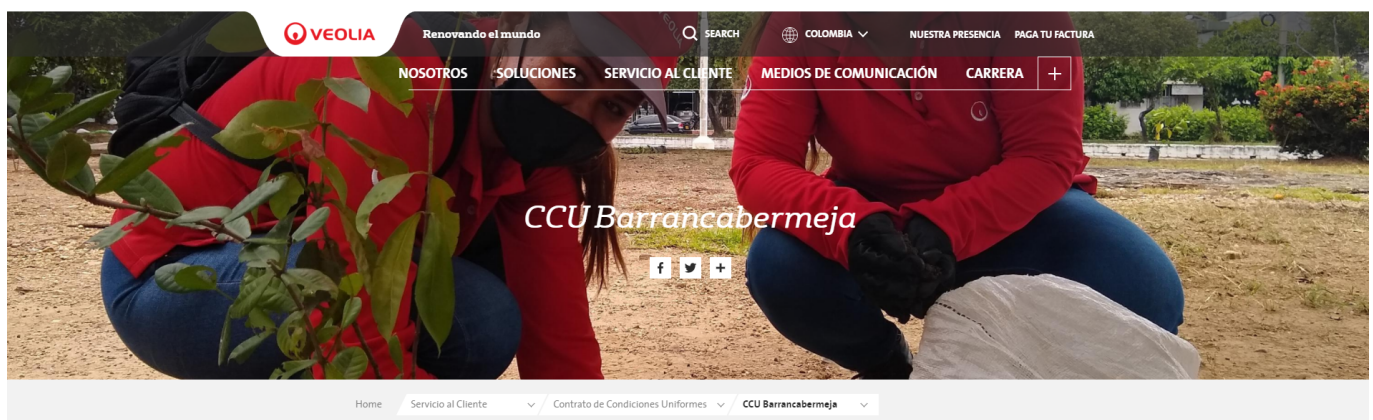 VEOLIA Renovando el mundo SEARCH COLOMBIA NUESTRA PRESENCIA PAGA TU FACTURA
NOSOTROS SOLUCIONES SERVICIO AL CLIENTE MEDIOS DE COMUNICACIÓN CARRERA +
CCU Barrancabermeja
Home Servicio al Cliente Contrato de Condiciones Uniformes CCU Barrancabermeja